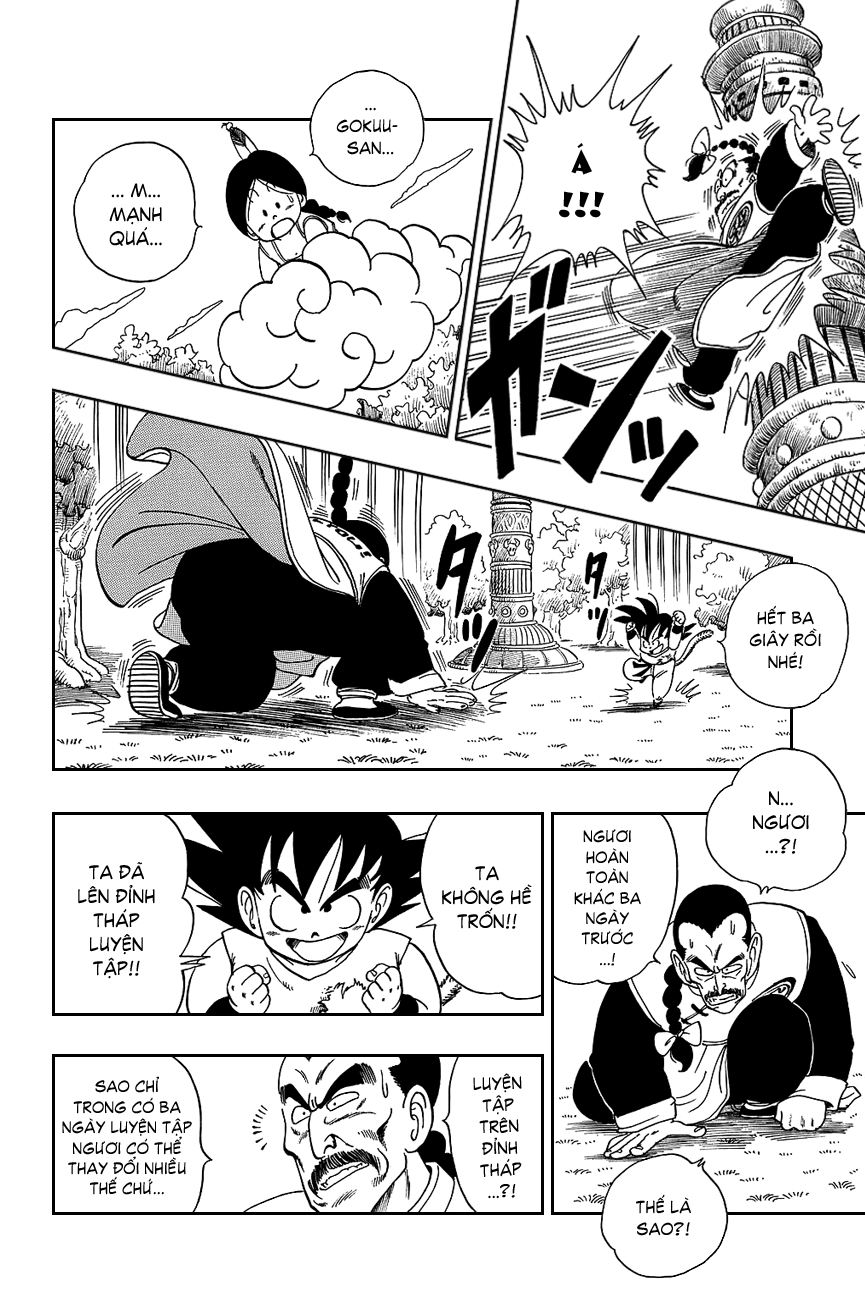 Á
!!!
ガンッ
...
GOKUU-
SAN...
... M...
MẠNH
QUÁ...
HẾT BA
GIÂY RỒI
NHÉ!
ダッ
ダッ
N...
NGƯƠI
...?!
NGƯƠI
HOÀN
TOÀN
KHÁC BA
NGÀY
TRƯỚC
...!
THẾ LÀ
SAO?!
TA
KHÔNG HỀ
TRỐN!!
TA ĐÃ
LÊN ĐỈNH
THÁP
LUYỆN
TẬP!!
LUYỆN
TẬP
TRÊN
ĐỈNH
THÁP
...?!
SAO CHỈ
TRONG CÓ BA
NGÀY LUYỆN TẬP
NGƯƠI CÓ THỂ
THAY ĐỔI NHIỀU
THẾ CHỨ...